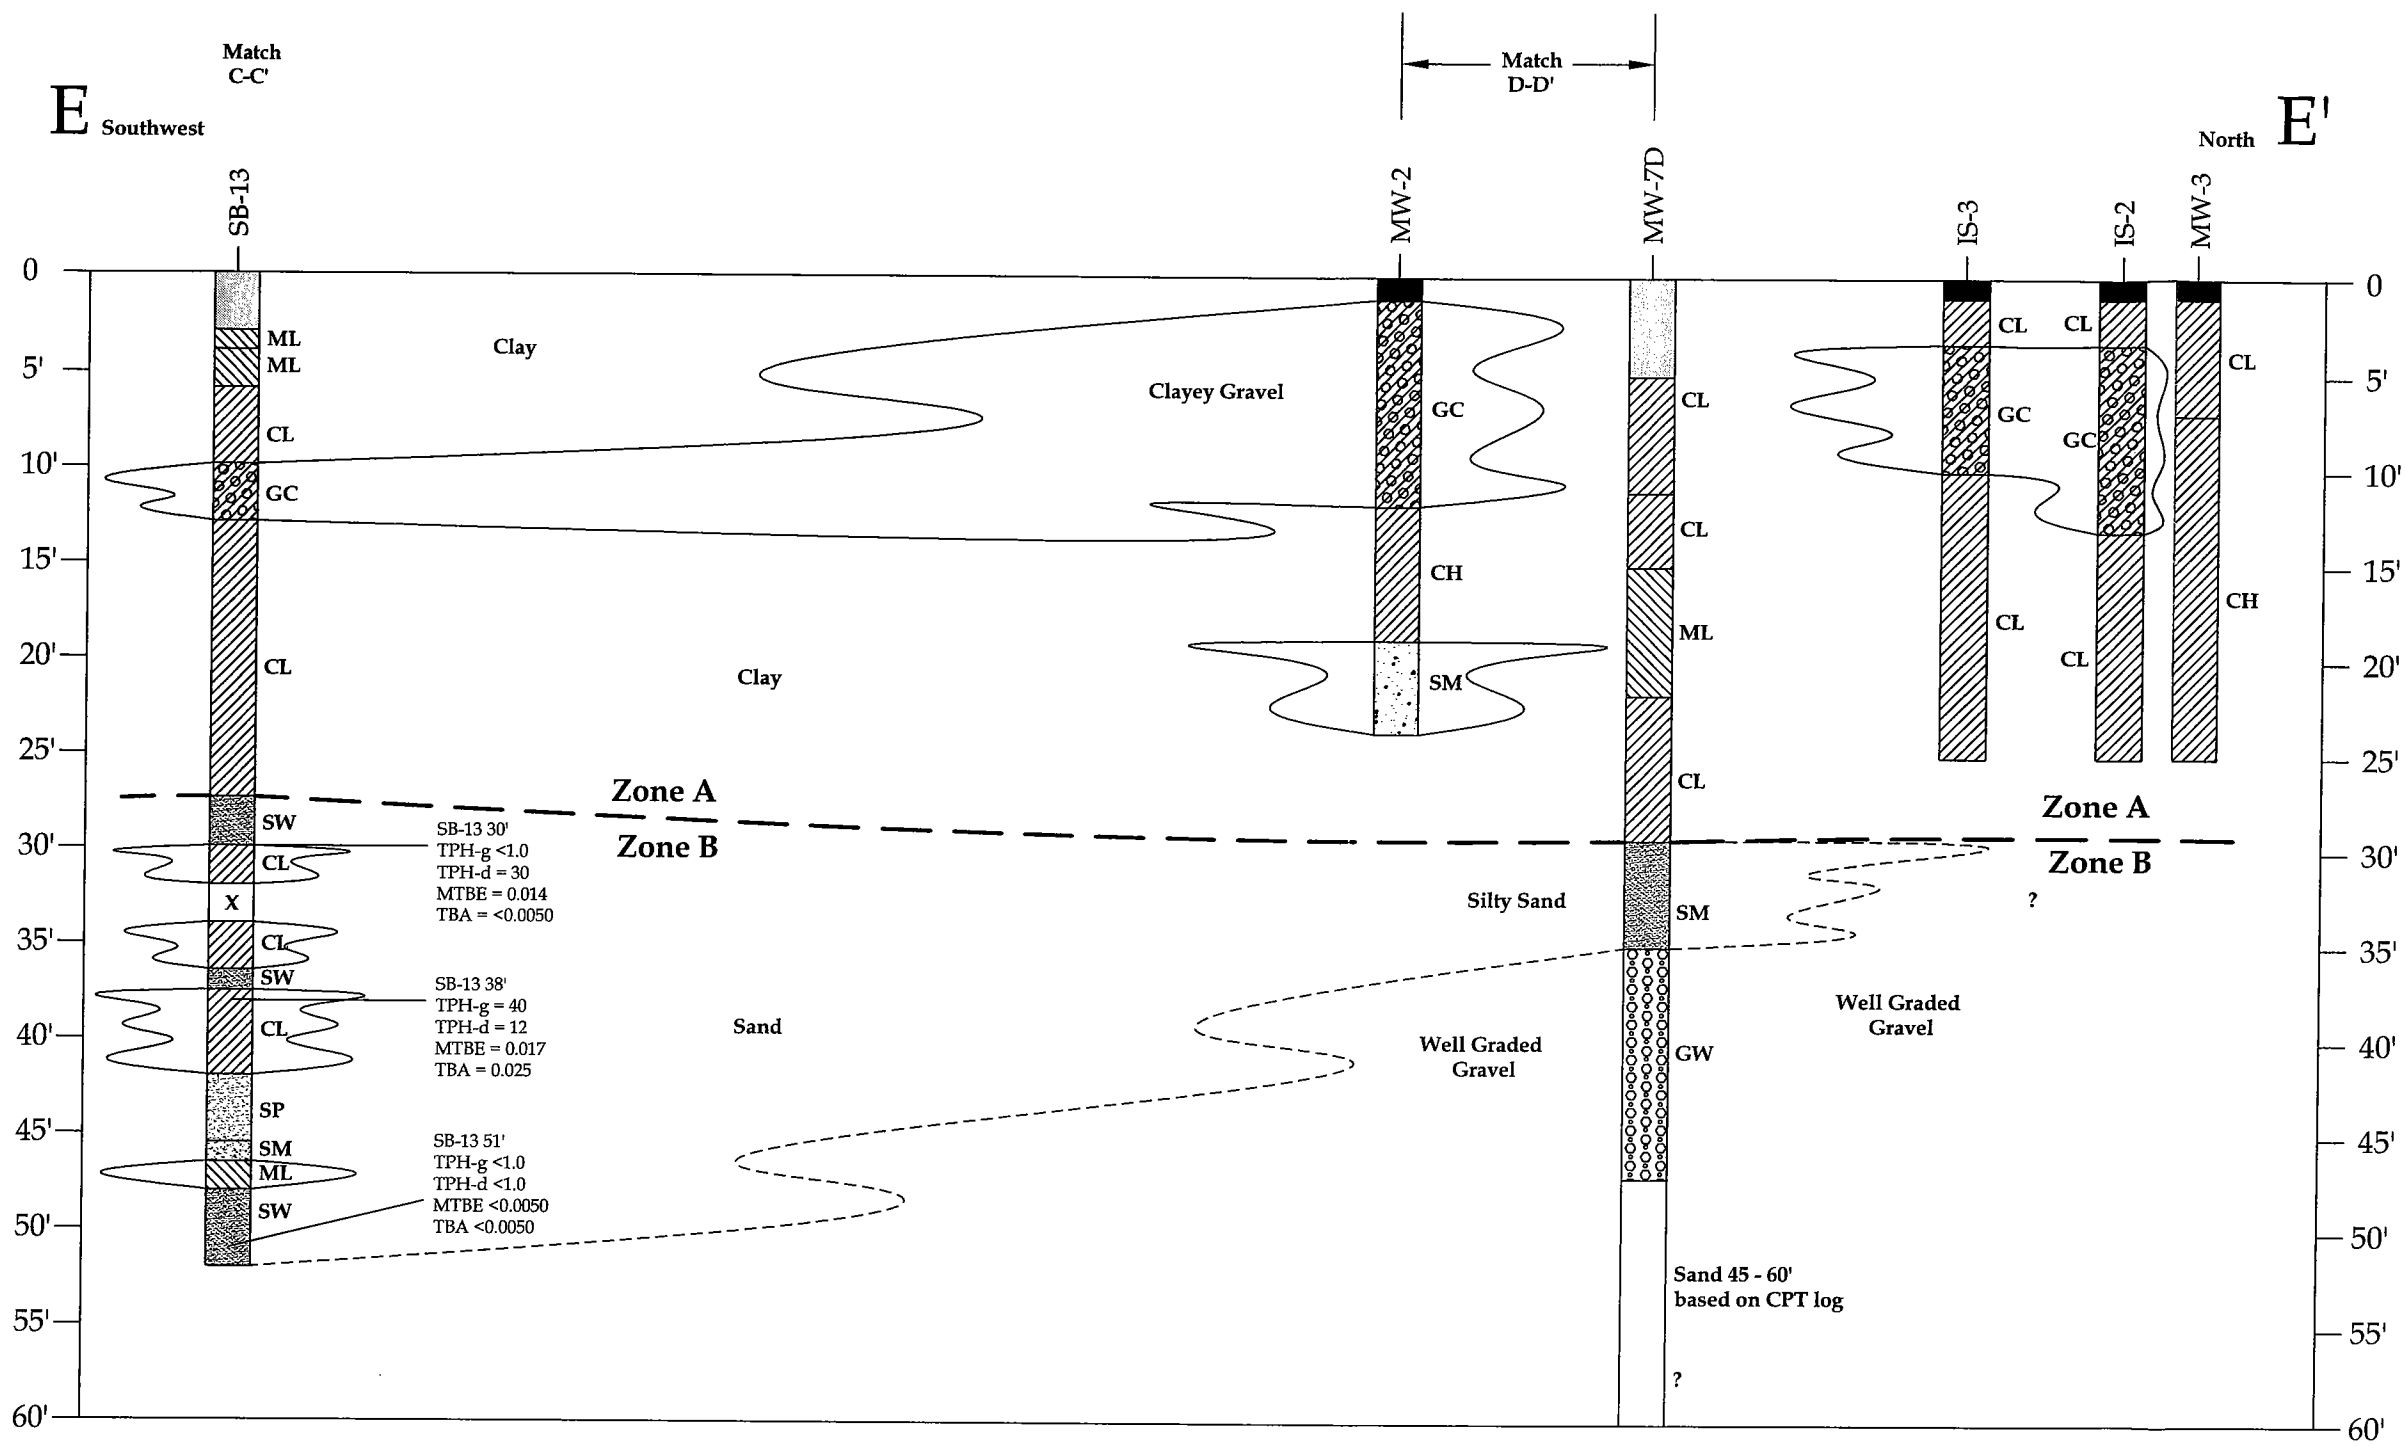 Match
C-C'
Match
D-D'
E Southwest
North E'
SB-13
MW-2
MW-7D
IS-3
IS-2
MW-3
0
5'
10'
15'
20'
25'
30'
35'
40'
45'
50'
55'
60'
ML
ML
CL
GC
CL
SW
CL
X
CL
SW
CL
SP
SM
ML
SW
Clay
Clayey Gravel
Clay
Zone A
Zone B
SB-13 30'
TPH-g <1.0
TPH-d = 30
MTBE = 0.014
TBA = <0.0050
SB-13 38'
TPH-g = 40
TPH-d = 12
MTBE = 0.017
TBA = 0.025
SB-13 51'
TPH-g <1.0
TPH-d <1.0
MTBE <0.0050
TBA <0.0050
Sand
GC
CH
SM
Silty Sand
Well Graded
Gravel
CL
CL
ML
CL
SM
GW
Sand 45 - 60'
based on CPT log
?
CL
GC
CL
CL
GC
CL
CL
CH
Zone A
Zone B
?
Well Graded
Gravel
0
5'
10'
15'
20'
25'
30'
35'
40'
45'
50'
55'
60'